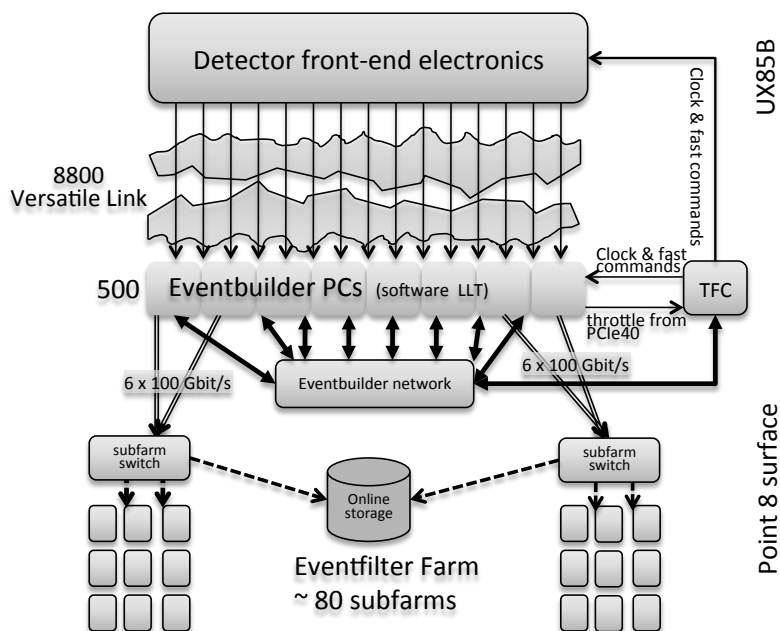 Detector front-end electronics
UX85B
Clock & fast commands
8800
Versatile Link
500
Eventbuilder PCs (software LLT)
Clock & fast
commands
TFC
throttle from
PCIe40
6 x 100 Gbit/s
Eventbuilder network
6 x 100 Gbit/s
subfarm
switch
subfarm
switch
Online
storage
Point 8 surface
Eventfilter Farm
~ 80 subfarms